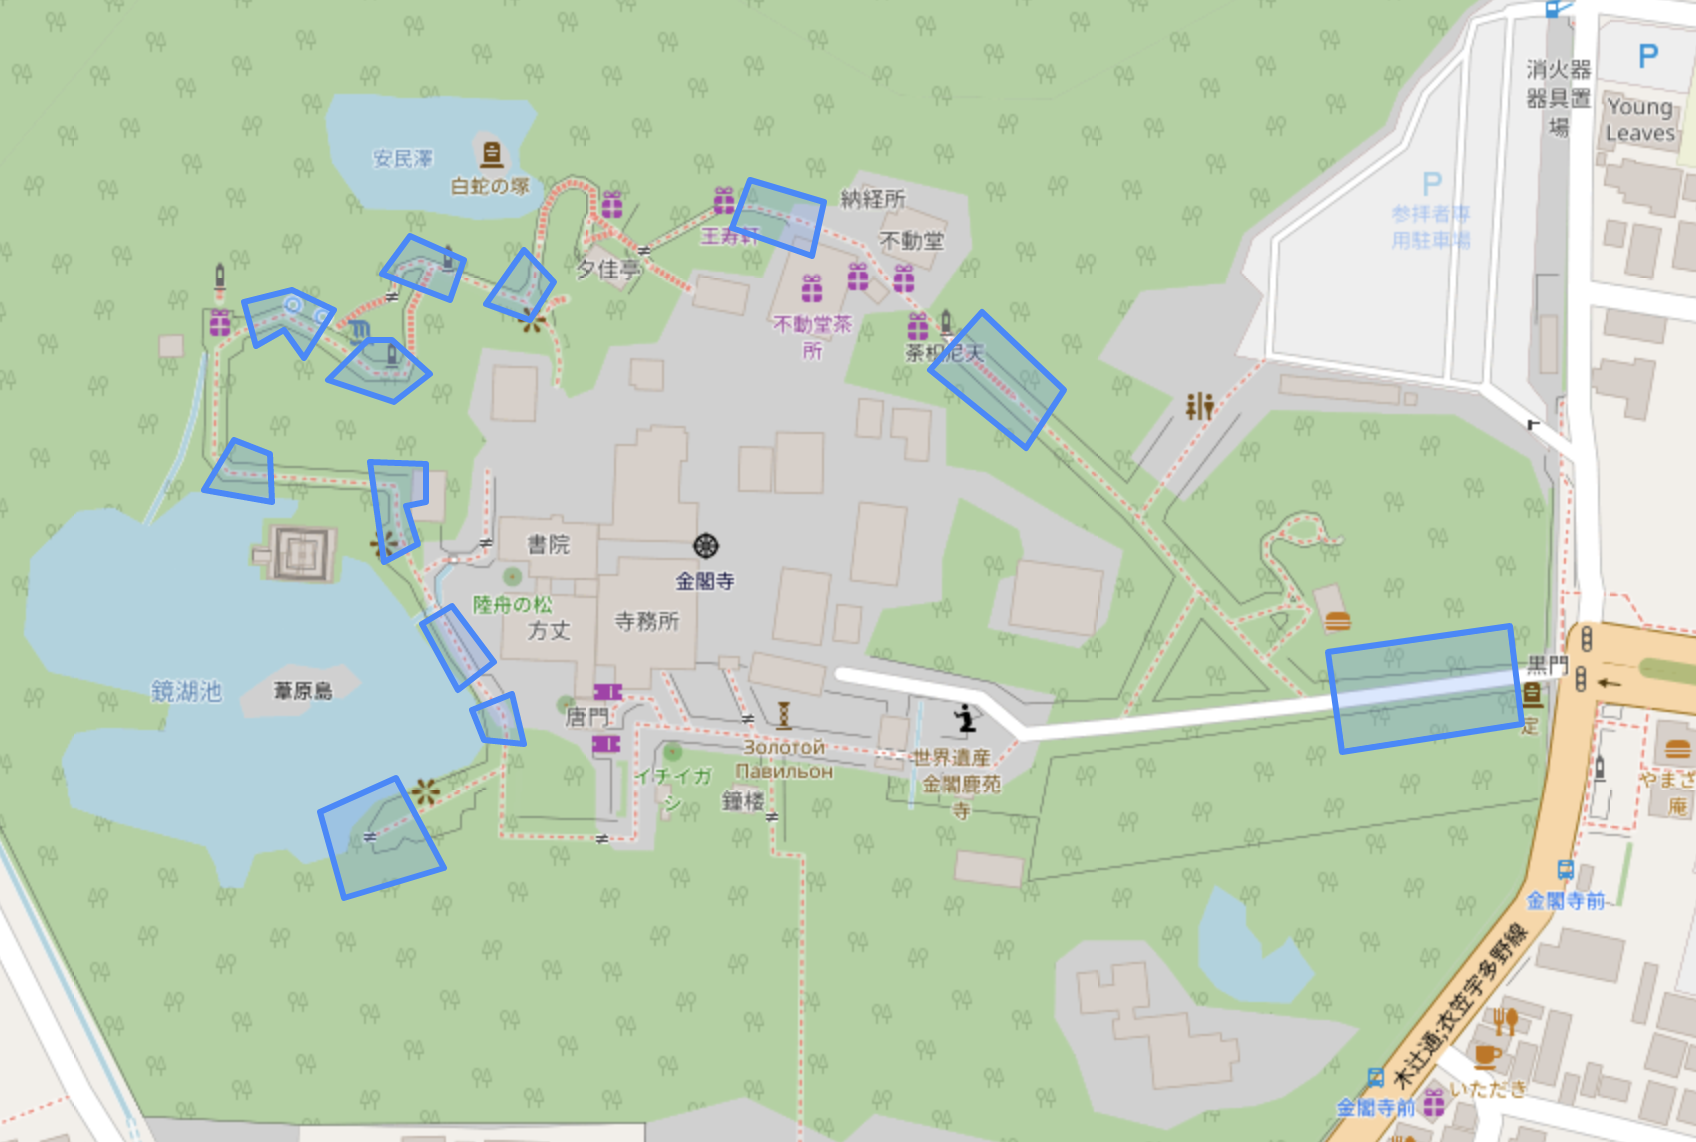 消火器
器具置
場
P
Young
Leaves
P
参拝者専
用駐車場
安民澤
白蛇の塚
納経所
王寿軒
不動堂
夕佳亭
不動堂茶
所
荼枳尼天
書院
金閣寺
陸舟の松
方丈
寺務所
鏡湖池
葦原島
唐門
黒門
定
Золотой
Павильон
イチイガ
シ
鐘楼
世界遺産
金閣鹿苑
寺
やまざ
庵
金閣寺前
木辻通;衣笠宇多野線
いただき
金閣寺前